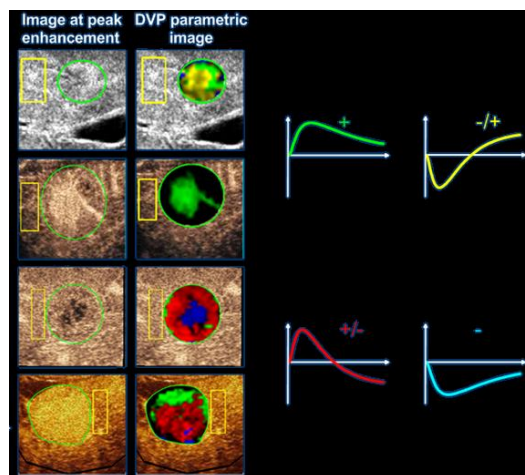 Image at peak
enhancement
DVP parametric
image
+
-/+
+/-
-